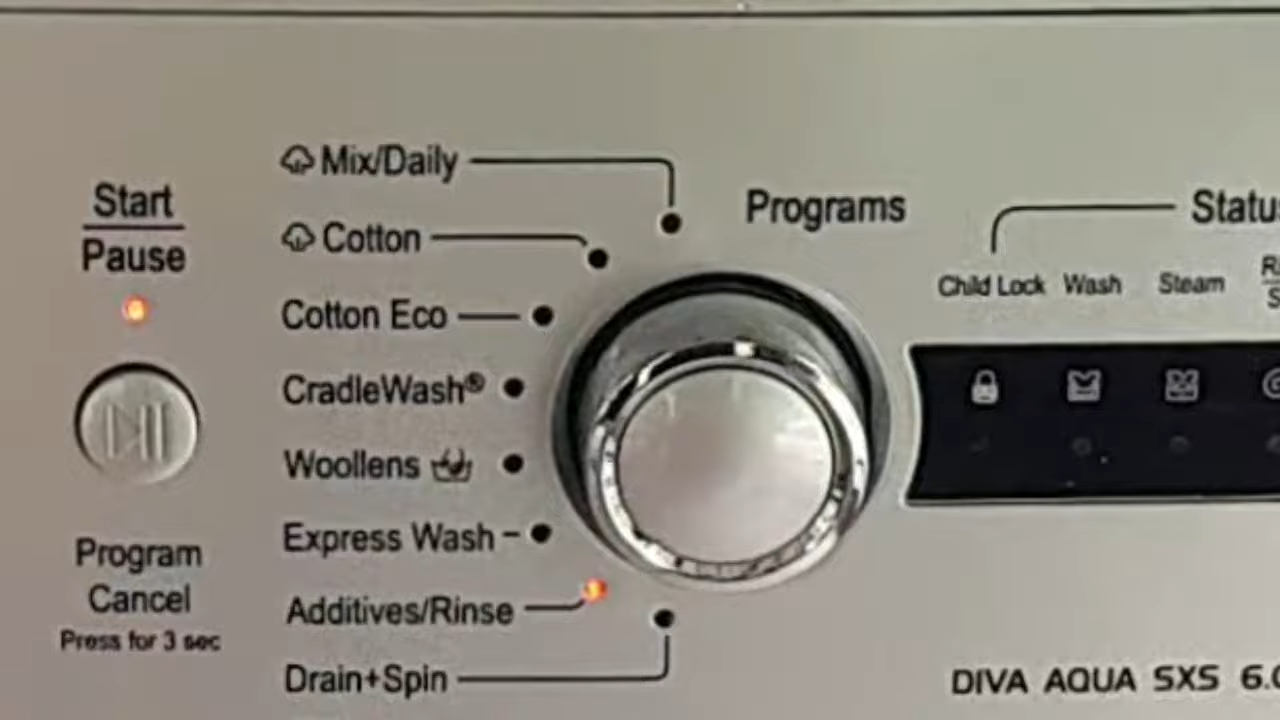 Start
Pause
Program
Cancel
Press for 3 sec
Mix/Daily
Cotton
Cotton Eco
CradleWash®
Woollens
Express Wash
Additives/Rinse
Drain+Spin
Programs
Child Lock Wash Steam
DIVA AQUA SXS